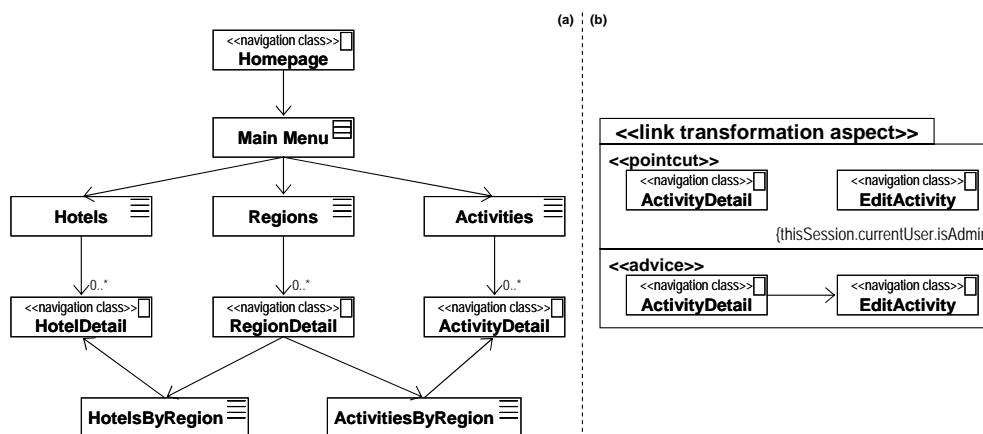 (a)
(b)
<<navigation class>>
Homepage
Main Menu
Hotels
Regions
Activities
0..*
0..*
0..*
<<navigation class>>
HotelDetail
<<navigation class>>
RegionDetail
<<navigation class>>
ActivityDetail
HotelsByRegion
ActivitiesByRegion
<<link transformation aspect>>
<<pointcut>>
<<navigation class>>
ActivityDetail
<<navigation class>>
EditActivity
{thisSession.currentUser.isAdmin
<<advice>>
<<navigation class>>
ActivityDetail
<<navigation class>>
EditActivity